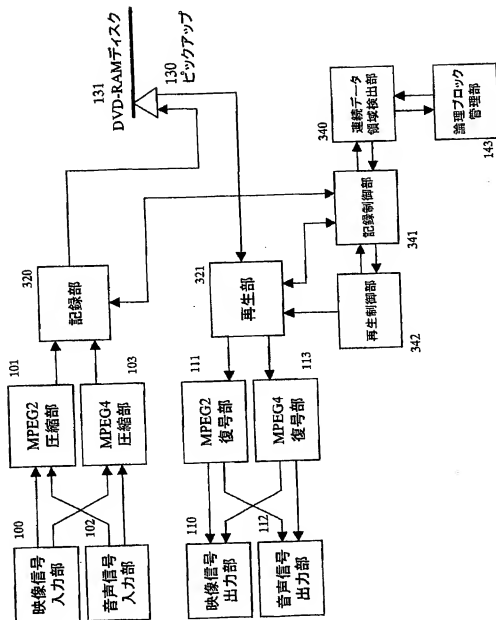 131
DVD-RAMディスク
130
ピックアップ
320
記録部
101
MPEG2
圧縮部
103
MPEG4
圧縮部
100
映像信号
入力部
102
音声信号
入力部
321
再生部
111
MPEG2
復号部
113
MPEG4
復号部
110
映像信号
出力部
112
音声信号
出力部
340
連続データ
領域検出部
論理ブロック
管理部
143
記録制御部
341
再生制御部
342